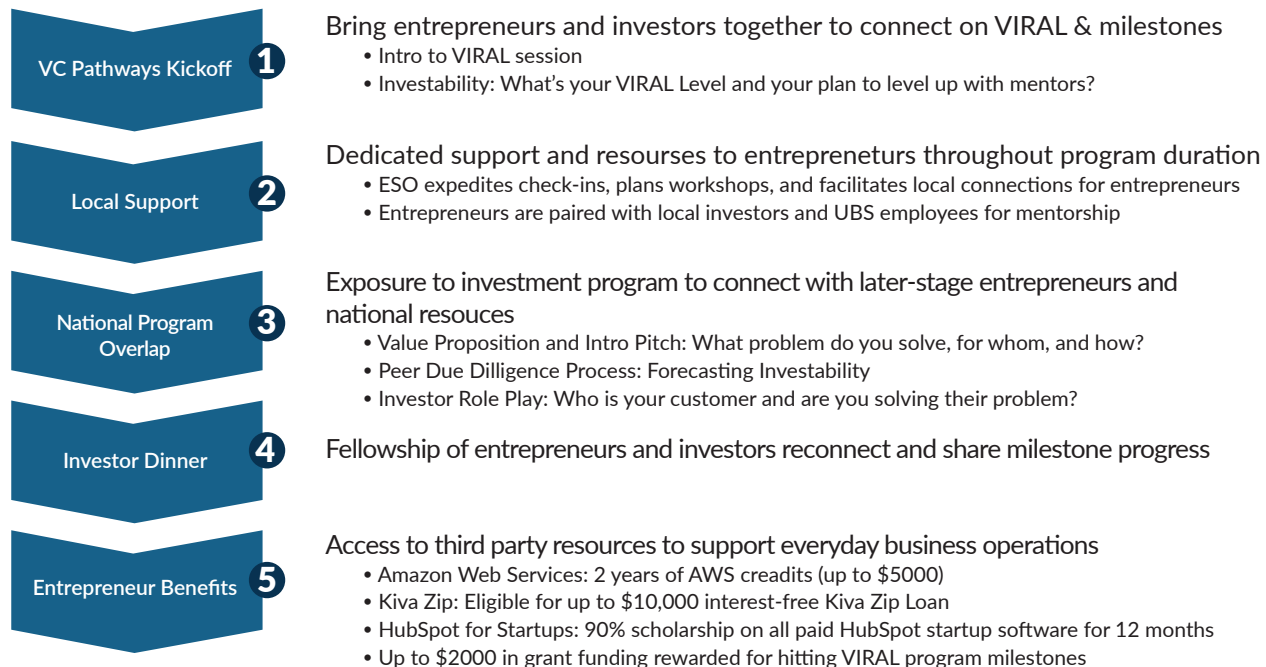 VC Pathways Kickoff
1
Bring entrepreneurs and investors together to connect on VIRAL & milestones
• Intro to VIRAL session
• Investability: What's your VIRAL Level and your plan to level up with mentors?
Local Support
2
Dedicated support and resourses to entrepreneturs throughout program duration
• ESO expedites check-ins, plans workshops, and facilitates local connections for entrepreneurs
• Entrepreneurs are paired with local investors and UBS employees for mentorship
National Program
Overlap
3
Exposure to investment program to connect with later-stage entrepreneurs and
national resouces
• Value Proposition and Intro Pitch: What problem do you solve, for whom, and how?
• Peer Due Dilligence Process: Forecasting Investability
• Investor Role Play: Who is your customer and are you solving their problem?
Investor Dinner
4
Fellowship of entrepreneurs and investors reconnect and share milestone progress
Entrepreneur Benefits
5
Access to third party resources to support everyday business operations
• Amazon Web Services: 2 years of AWS creadits (up to $5000)
• Kiva Zip: Eligible for up to $10,000 interest-free Kiva Zip Loan
• HubSpot for Startups: 90% scholarship on all paid HubSpot startup software for 12 months
• Up to $2000 in grant funding rewarded for hitting VIRAL program milestones